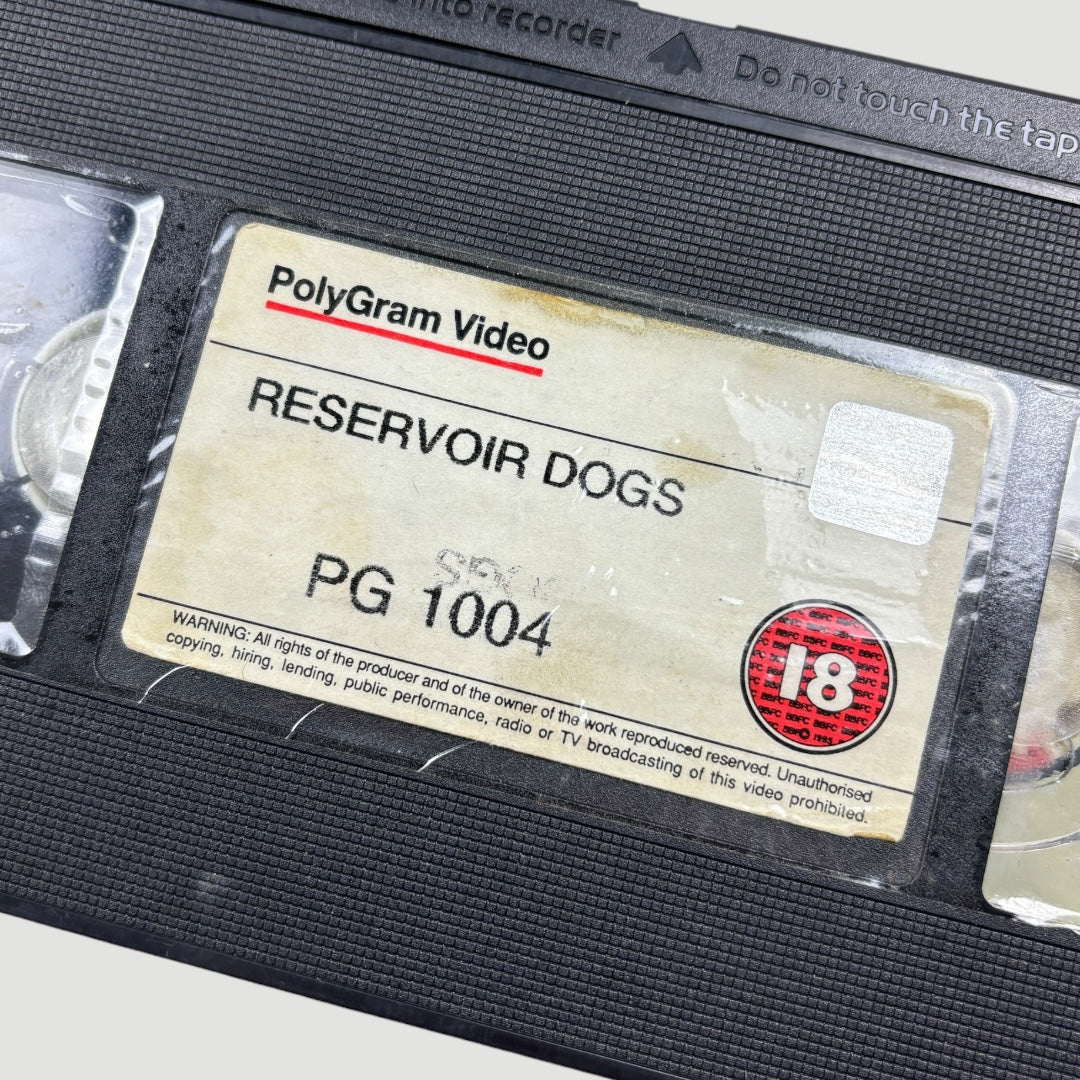 into recorder
Do not touch the tap
PolyGram Video
RESERVOIR DOGS
PG 1004
18
WARNING: All rights of the producer and of the owner of the work reproduced reserved. Unauthorised
copying, hiring, lending, public performance, radio or TV broadcasting of this video prohibited.